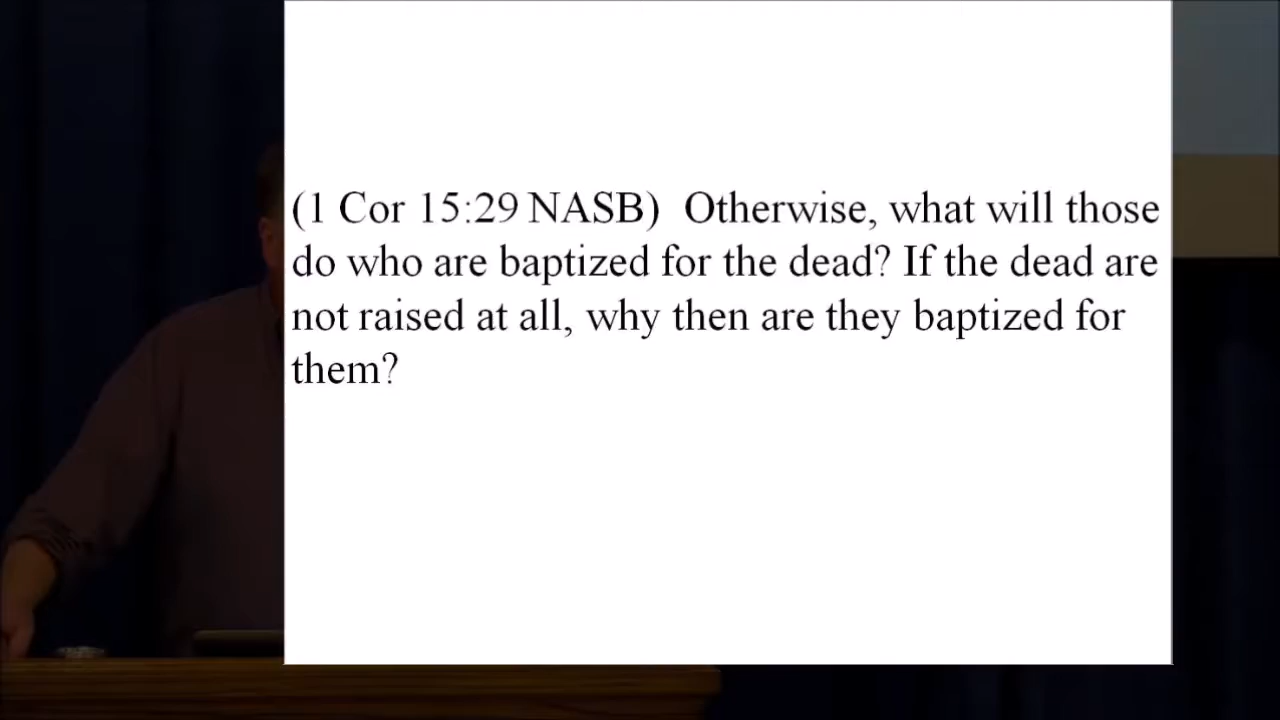 (1 Cor 15:29 NASB)  Otherwise, what will those
do who are baptized for the dead? If the dead are
not raised at all, why then are they baptized for
them?